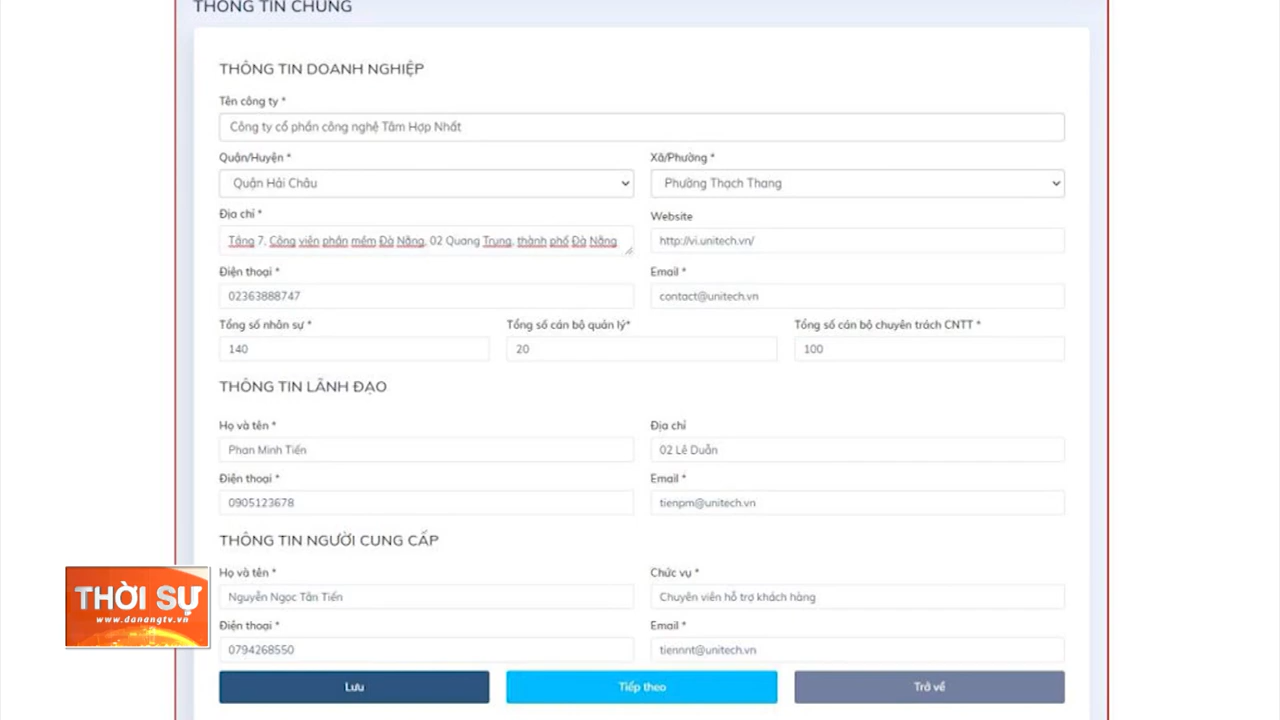 THÔNG TIN CHUNG
THÔNG TIN DOANH NGHIỆP
Tên công ty *
Công ty cổ phần công nghệ Tâm Hợp Nhất
Quận/Huyện * Xã/Phường *
Quận Hải Châu Phường Thạch Thang
Địa chỉ * Website
Tầng 7, Công viên phần mềm Đà Nẵng, 02 Quang Trung, thành phố Đà Nẵng http://vi.unitech.vn/
Điện thoại * Email *
02363888747 contact@unitech.vn
Tổng số nhân sự * Tổng số cán bộ quản lý* Tổng số cán bộ chuyên trách CNTT *
140 20 100
THÔNG TIN LÃNH ĐẠO
Họ và tên * Địa chỉ
Phan Minh Tiến 02 Lê Duẩn
Điện thoại * Email *
0905123678 tienpm@unitech.vn
THÔNG TIN NGƯỜI CUNG CẤP
Họ và tên * Chức vụ *
Nguyễn Ngọc Tân Tiến Chuyên viên hỗ trợ khách hàng
Điện thoại * Email *
0794268550 tiennnt@unitech.vn
Lưu Tiếp theo Trở về
THỜI SỰ
www.danangtv.vn